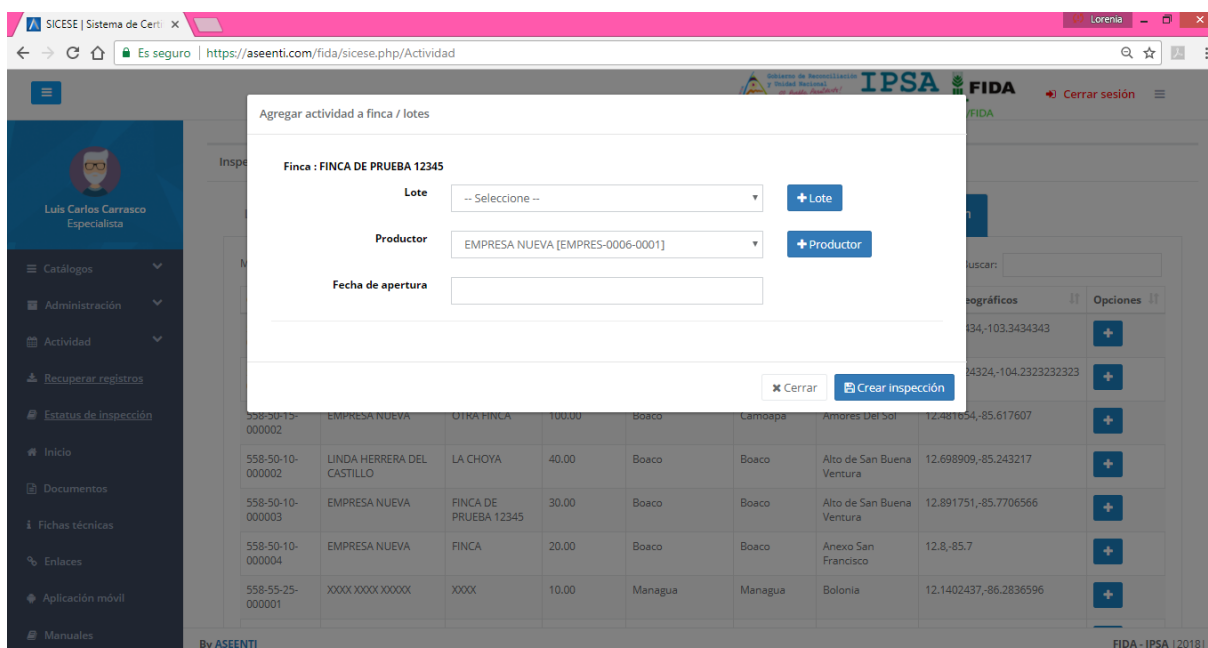 SICESE | Sistema de Certi
Lorenia
Es seguro | https://aseenti.com/fida/sicese.php/Actividad
Gobierno de Reconciliación
y Unidad Nacional
IPSA
FIDA
/FIDA
Cerrar sesión
Agregar actividad a finca / lotes
Inspe
Finca : FINCA DE PRUEBA 12345
Lote
-- Seleccione --
+ Lote
Productor
EMPRESA NUEVA [EMPRES-0006-0001]
+ Productor
Fecha de apertura
Cerrar
Crear inspección
Luis Carlos Carrasco
Especialista
Catálogos
Administración
Actividad
Recuperar registros
Estatus de inspección
Inicio
Documentos
Fichas técnicas
Enlaces
Aplicación móvil
Manuales
Buscar:
eográficos Opciones
434,-103.3434343
24324,-104.2323232323
558-50-15-000002 EMPRESA NUEVA OTRA FINCA 100.00 Boaco Camoapa Amores Del Sol 12.481654,-85.617607
558-50-10-000002 LINDA HERRERA DEL CASTILLO LA CHOYA 40.00 Boaco Boaco Alto de San Buena Ventura 12.698909,-85.243217
558-50-10-000003 EMPRESA NUEVA FINCA DE PRUEBA 12345 30.00 Boaco Boaco Alto de San Buena Ventura 12.891751,-85.7706566
558-50-10-000004 EMPRESA NUEVA FINCA 20.00 Boaco Boaco Anexo San Francisco 12.8,-85.7
558-55-25-000001 XXXX XXXX XXXXX XXXX 10.00 Managua Managua Bolonia 12.1402437,-86.2836596
By ASEENTI
FIDA - IPSA |2018|